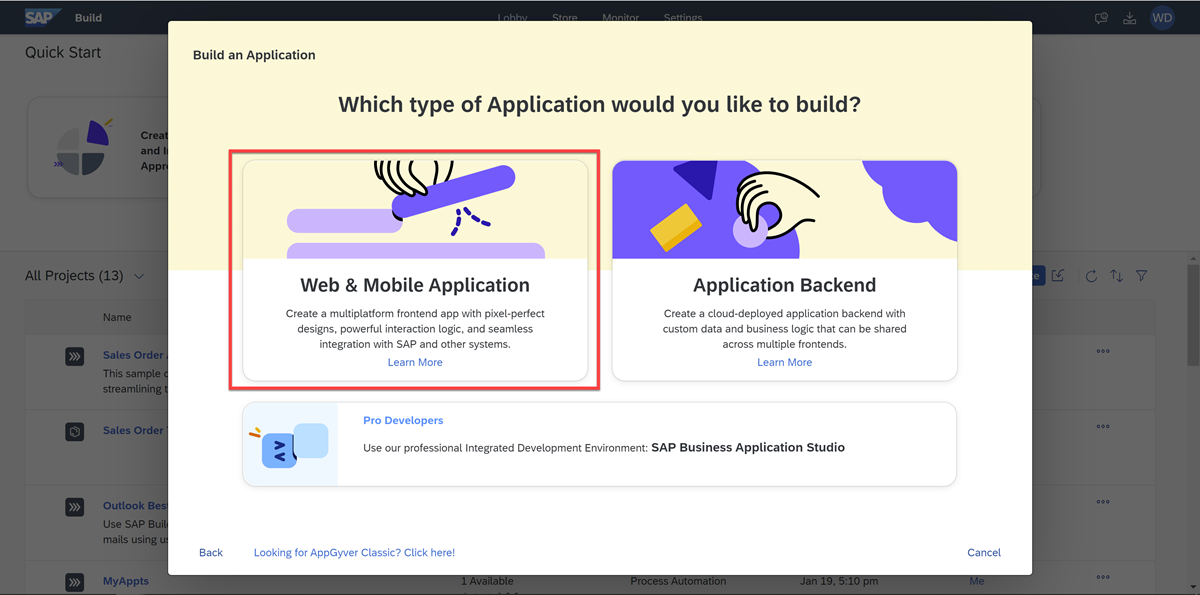 SAP Build Lobby Store Monitor Settings WD
Quick Start
Build an Application
Which type of Application would you like to build?
and
Web & Mobile Application
Create a multiplatform frontend app with pixel-perfect
designs, powerful interaction logic, and seamless
integration with SAP and other systems.
Learn More
Application Backend
Create a cloud-deployed application backend with
custom data and business logic that can be shared
across multiple frontends.
Learn More
Pro Developers
Use our professional Integrated Development Environment: SAP Business Application Studio
Back Looking for AppGyver Classic? Click here! Cancel
All Projects (13)
Name
Sales Order
This sample
streamlining
Sales Order
Outlook
Use SAP
mails using
MyAppts 1 Available Process Automation Jan 19, 5:10 pm Me